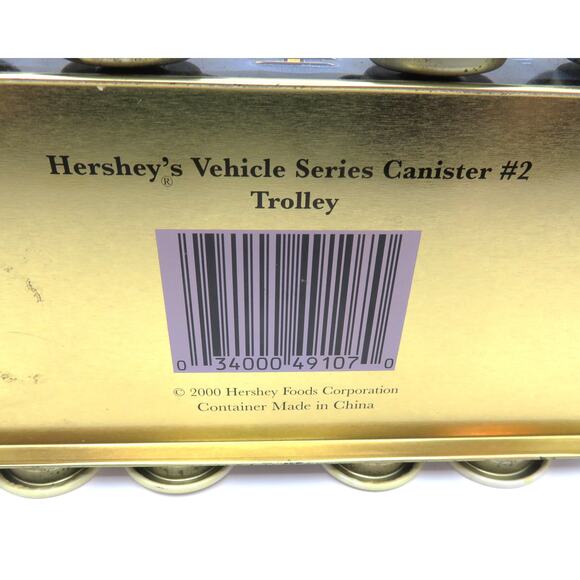 Hershey's® Vehicle Series Canister #2
Trolley
0 34000 49107 0
© 2000 Hershey Foods Corporation
Container Made in China